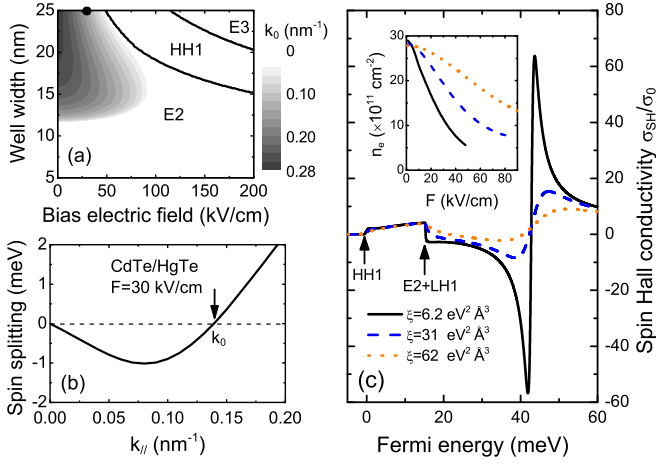 25
20
15
10
5
Well width (nm)
E3
HH1
E2
(a)
0
50
100
150
200
Bias electric field (kV/cm)
k0 (nm-1)
0
0.10
0.20
0.28
2
1
0
-1
-2
Spin splitting (meV)
CdTe/HgTe
F=30 kV/cm
k0
(b)
0.00
0.05
0.10
0.15
0.20
k// (nm-1)
30
20
10
0
ne (×10^11 cm-2)
0
20
40
60
80
F (kV/cm)
HH1
E2+LH1
ξ=6.2 eV² Å³
ξ=31 eV² Å³
ξ=62 eV² Å³
(c)
0
20
40
60
Fermi energy (meV)
80
60
40
20
0
-20
-40
-60
Spin Hall conductivity σSH/σ0